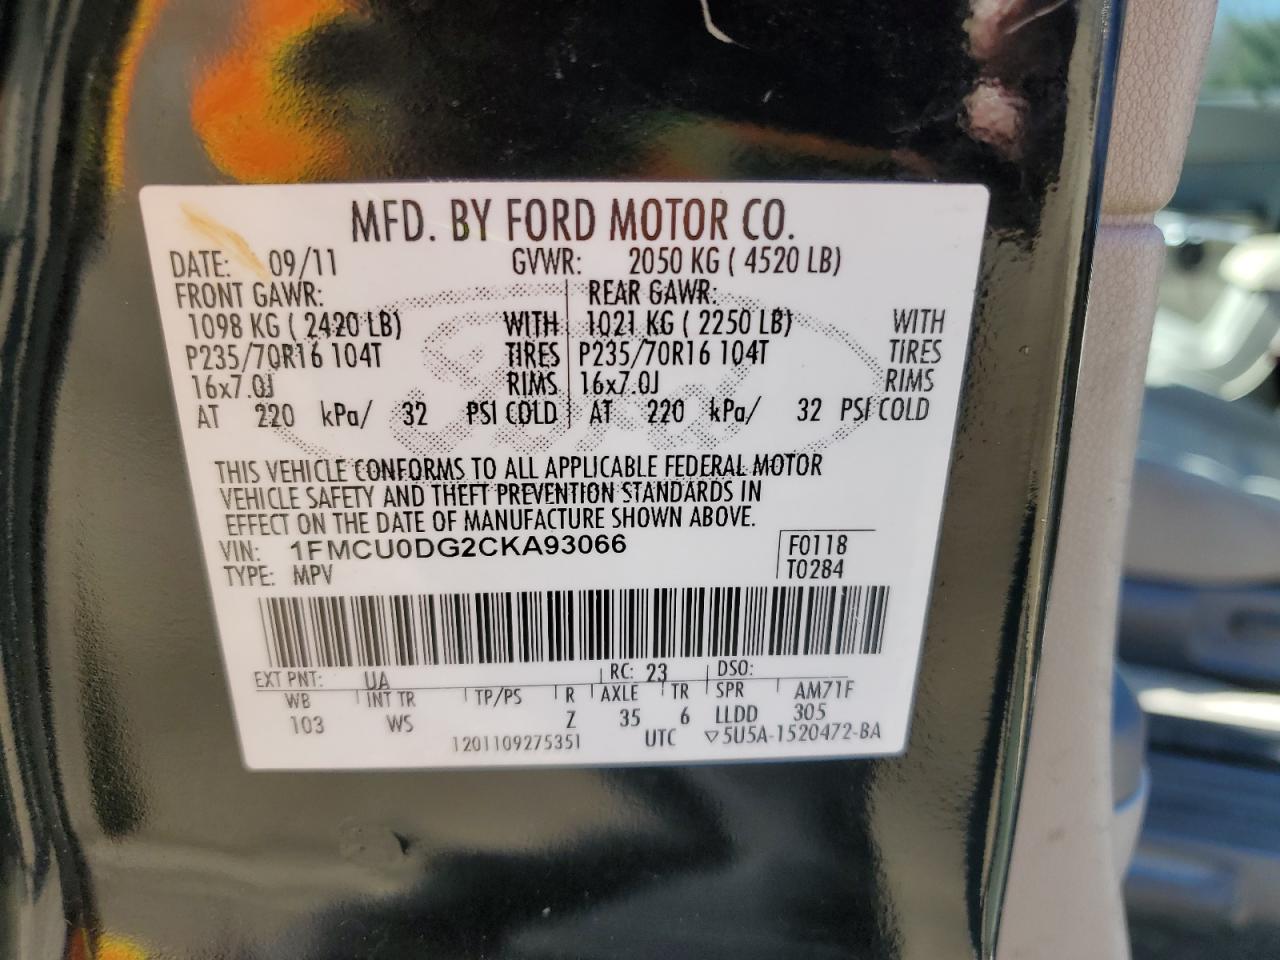 MFD. BY FORD MOTOR CO.
DATE: 09/11 GVWR: 2050 KG ( 4520 LB)
FRONT GAWR: REAR GAWR:
1098 KG ( 2420 LB) WITH 1021 KG ( 2250 LB) WITH
P235/70R16 104T TIRES P235/70R16 104T TIRES
16x7.0J RIMS 16x7.0J RIMS
AT 220 kPa/ 32 PSI COLD AT 220 kPa/ 32 PSI COLD
Ford
THIS VEHICLE CONFORMS TO ALL APPLICABLE FEDERAL MOTOR
VEHICLE SAFETY AND THEFT PREVENTION STANDARDS IN
EFFECT ON THE DATE OF MANUFACTURE SHOWN ABOVE.
VIN: 1FMCU0DG2CKA93066 F0118
TYPE: MPV T0284
EXT PNT: UA RC: 23 DSO:
WB INT TR TP/PS R AXLE TR SPR AM71F
103 WS Z 35 6 LLDD 305
1201109275351 UTC ▽5U5A-1520472-BA